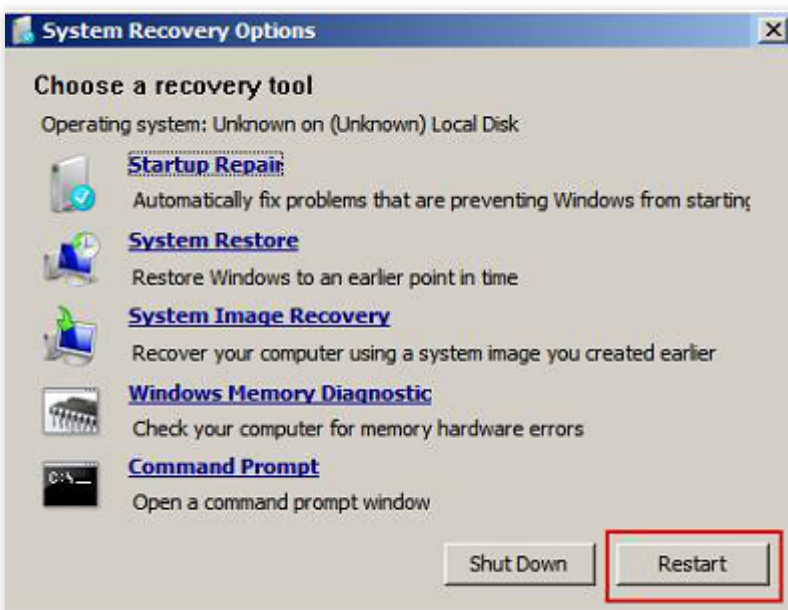 System Recovery Options
Choose a recovery tool
Operating system: Unknown on (Unknown) Local Disk
Startup Repair
Automatically fix problems that are preventing Windows from starting
System Restore
Restore Windows to an earlier point in time
System Image Recovery
Recover your computer using a system image you created earlier
Windows Memory Diagnostic
Check your computer for memory hardware errors
C:\_
Command Prompt
Open a command prompt window
Shut Down Restart